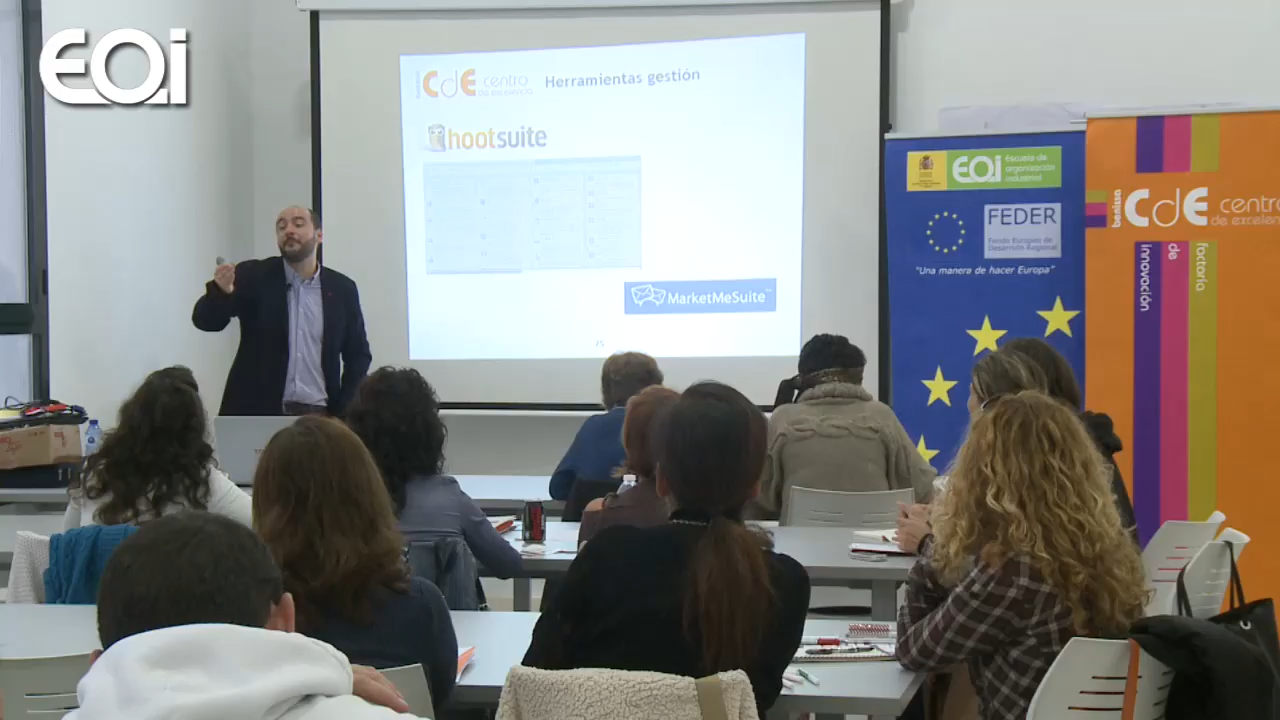 EOi
CdE centro
de excelencia
Herramientas gestión
hootsuite
MarketMeSuite
EOi
Escuela de
organización
industrial
FEDER
Fondo Europeo de
Desarrollo Regional
"Una manera de hacer Europa"
CdE centro
de excelen
factoría
de
innovación